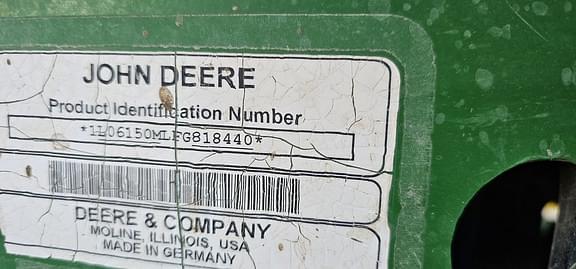 JOHN DEERE
Product Identification Number
*1L06150MLFG818440*
DEERE & COMPANY
MOLINE, ILLINOIS, USA
MADE IN GERMANY